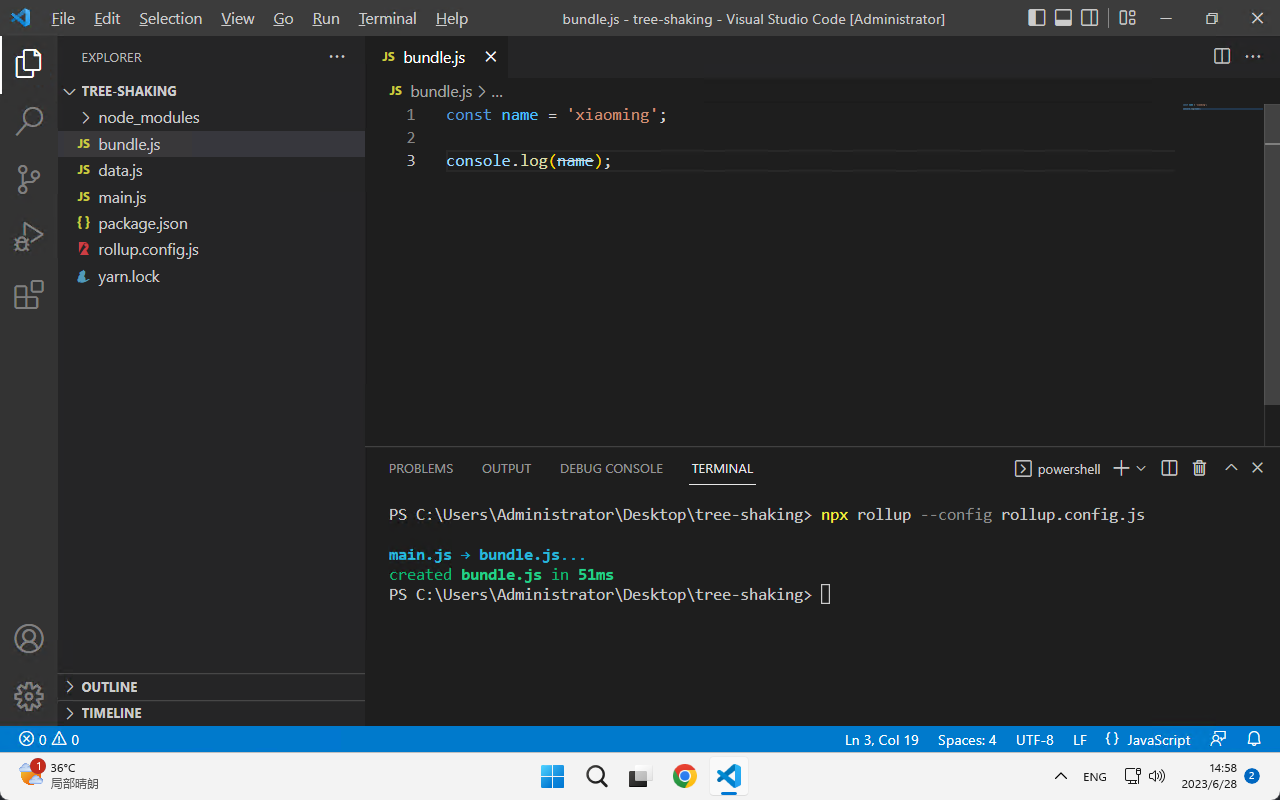 File Edit Selection View Go Run Terminal Help bundle.js - tree-shaking - Visual Studio Code [Administrator]
EXPLORER
TREE-SHAKING
node_modules
JS bundle.js
JS data.js
JS main.js
{} package.json
rollup.config.js
yarn.lock
OUTLINE
TIMELINE
JS bundle.js
JS bundle.js > ...
1 const name = 'xiaoming';
2
3 console.log(name);
PROBLEMS OUTPUT DEBUG CONSOLE TERMINAL powershell
PS C:\Users\Administrator\Desktop\tree-shaking> npx rollup --config rollup.config.js
main.js → bundle.js...
created bundle.js in 51ms
PS C:\Users\Administrator\Desktop\tree-shaking>
0 0 Ln 3, Col 19 Spaces: 4 UTF-8 LF {} JavaScript
1
36°C
局部晴朗
ENG
14:58
2023/6/28
2